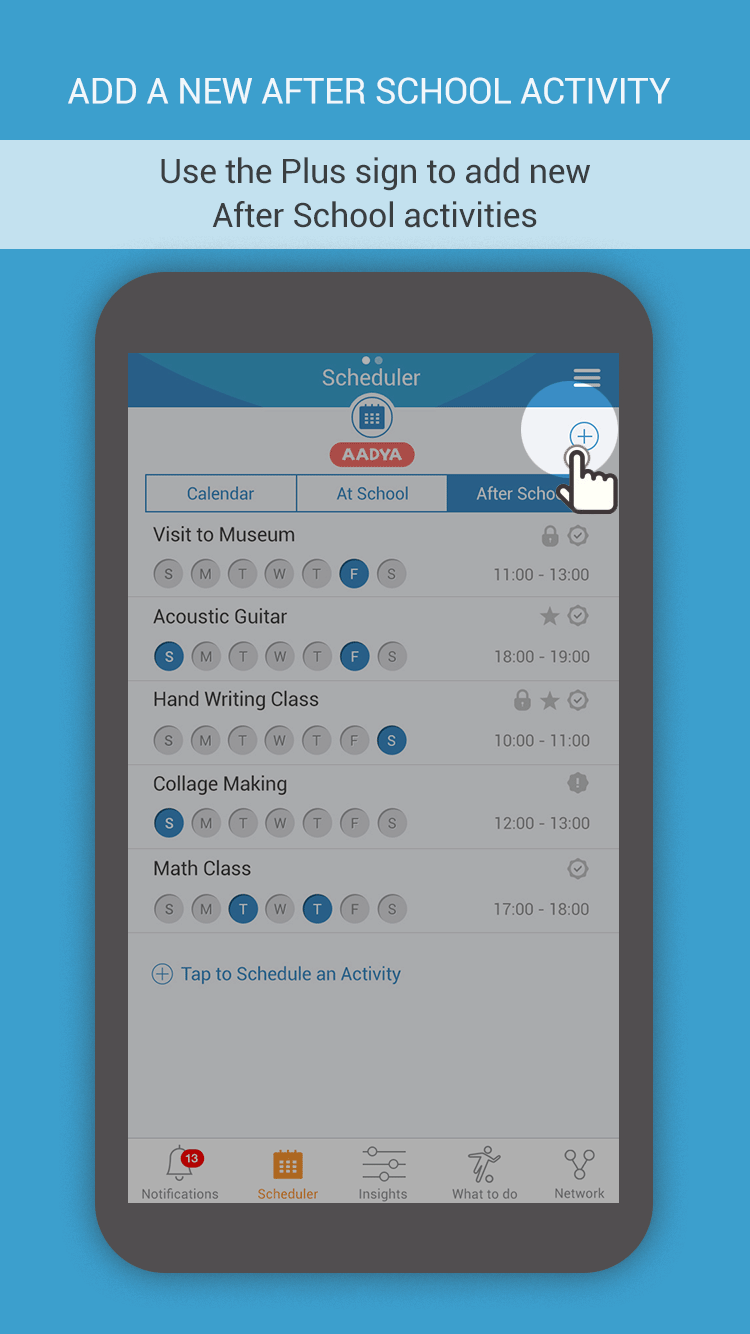 ADD A NEW AFTER SCHOOL ACTIVITY
Use the Plus sign to add new
After School activities
Scheduler
AADYA
Calendar At School After Schoo
Visit to Museum
S M T W T F S 11:00 - 13:00
Acoustic Guitar
S M T W T F S 18:00 - 19:00
Hand Writing Class
S M T W T F S 10:00 - 11:00
Collage Making
S M T W T F S 12:00 - 13:00
Math Class
S M T W T F S 17:00 - 18:00
Tap to Schedule an Activity
13
Notifications Scheduler Insights What to do Network